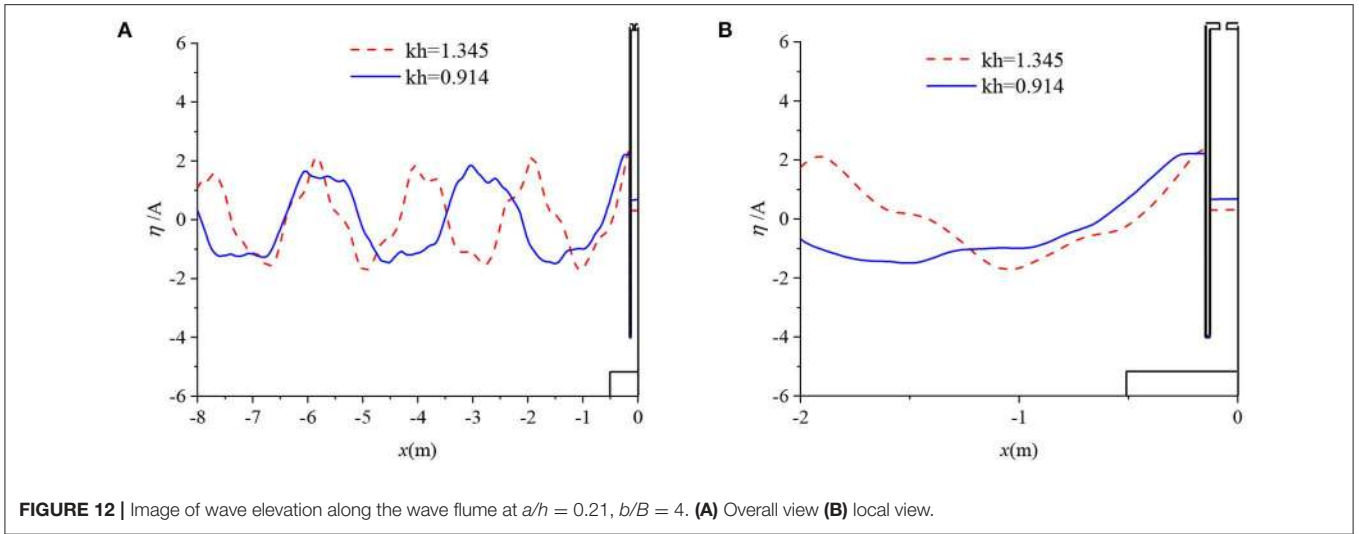 A
kh=1.345
kh=0.914
6
4
2
0
-2
-4
-6
η /A
-8 -7 -6 -5 -4 -3 -2 -1 0
x(m)
B
kh=1.345
kh=0.914
6
4
2
0
-2
-4
-6
η /A
-2 -1 0
x(m)
FIGURE 12 | Image of wave elevation along the wave flume at a/h = 0.21, b/B = 4. (A) Overall view (B) local view.